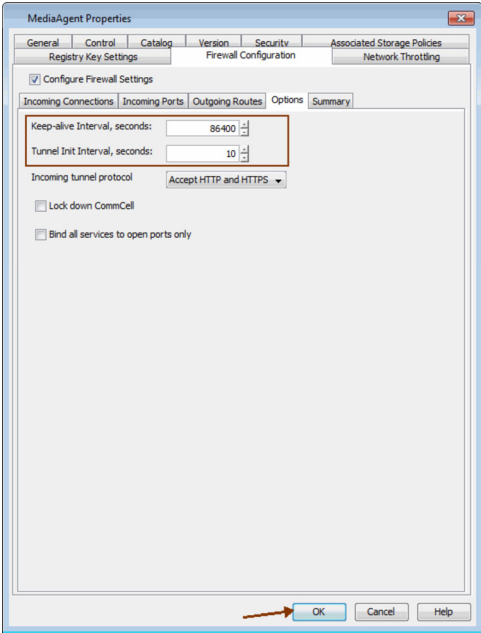 MediaAgent Properties
General Control Catalog Version Security Associated Storage Policies
Registry Key Settings Firewall Configuration Network Throttling
Configure Firewall Settings
Incoming Connections Incoming Ports Outgoing Routes Options Summary
Keep-alive Interval, seconds: 86400
Tunnel Init Interval, seconds: 10
Incoming tunnel protocol Accept HTTP and HTTPS
Lock down CommCell
Bind all services to open ports only
OK Cancel Help